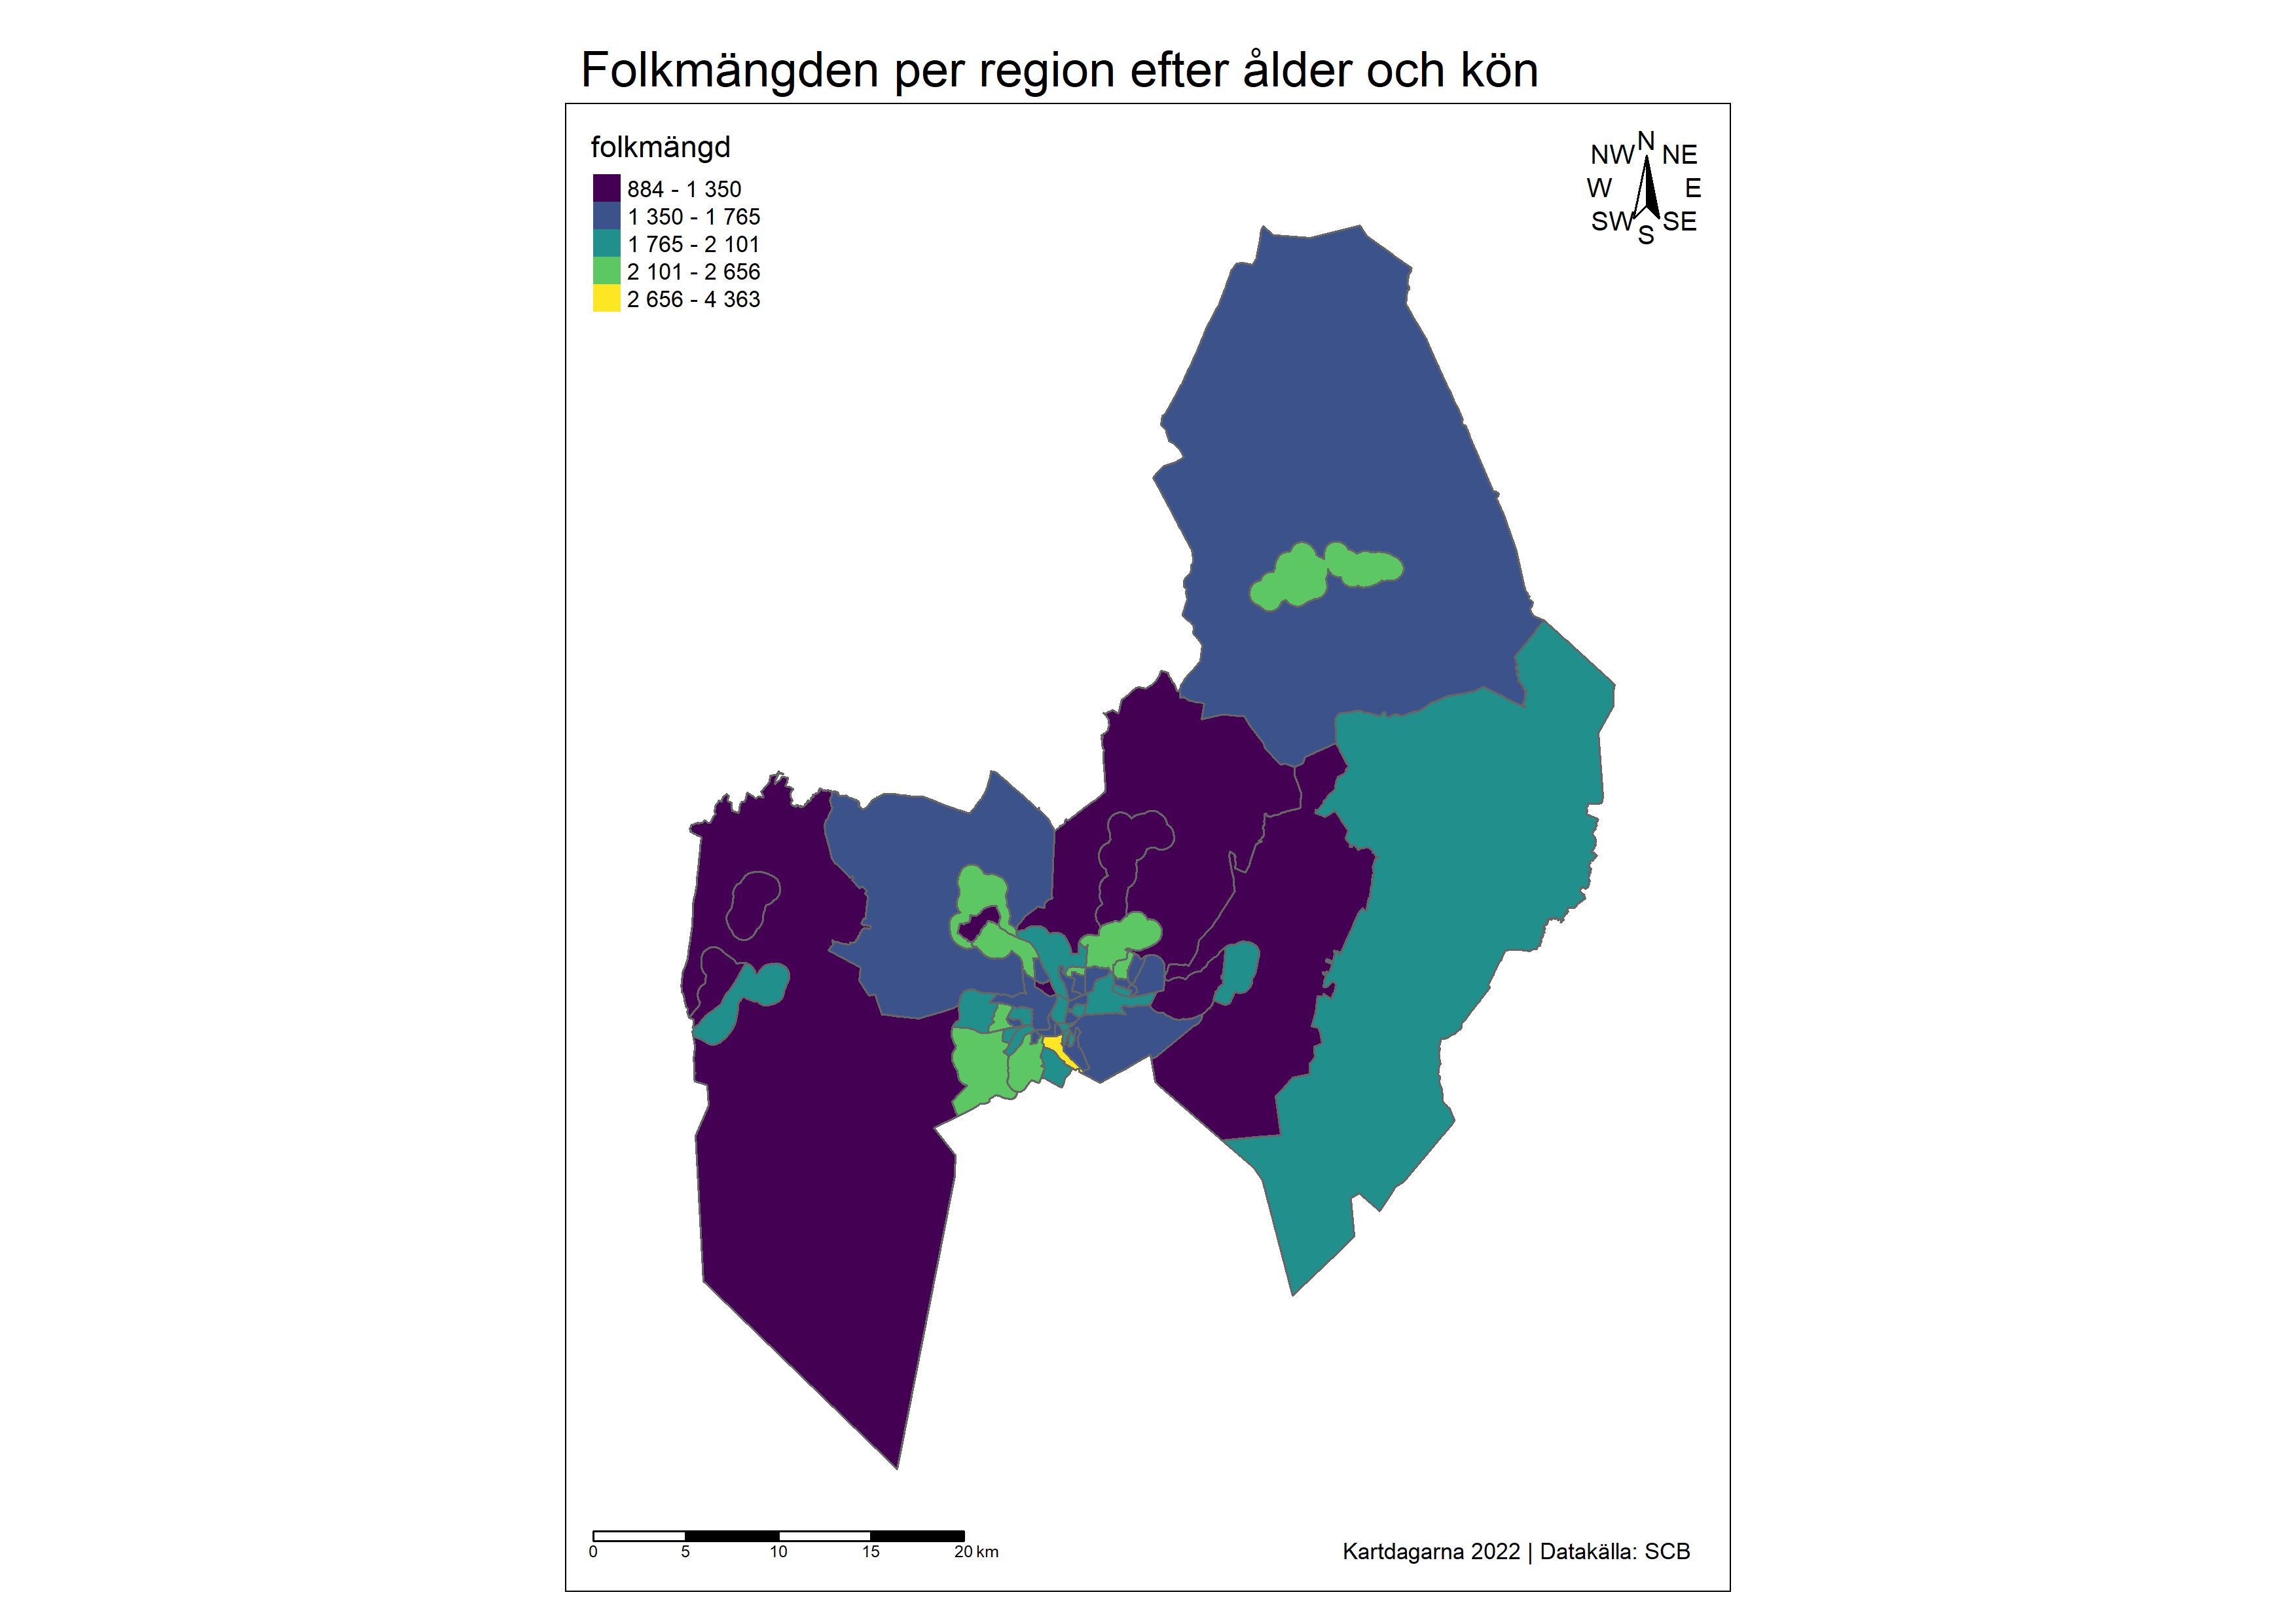 Folkmängden per region efter ålder och kön
folkmängd
884 - 1 350
1 350 - 1 765
1 765 - 2 101
2 101 - 2 656
2 656 - 4 363
N
NW NE
W E
SW SE
S
0 5 10 15 20 km
Kartdagarna 2022 | Datakälla: SCB